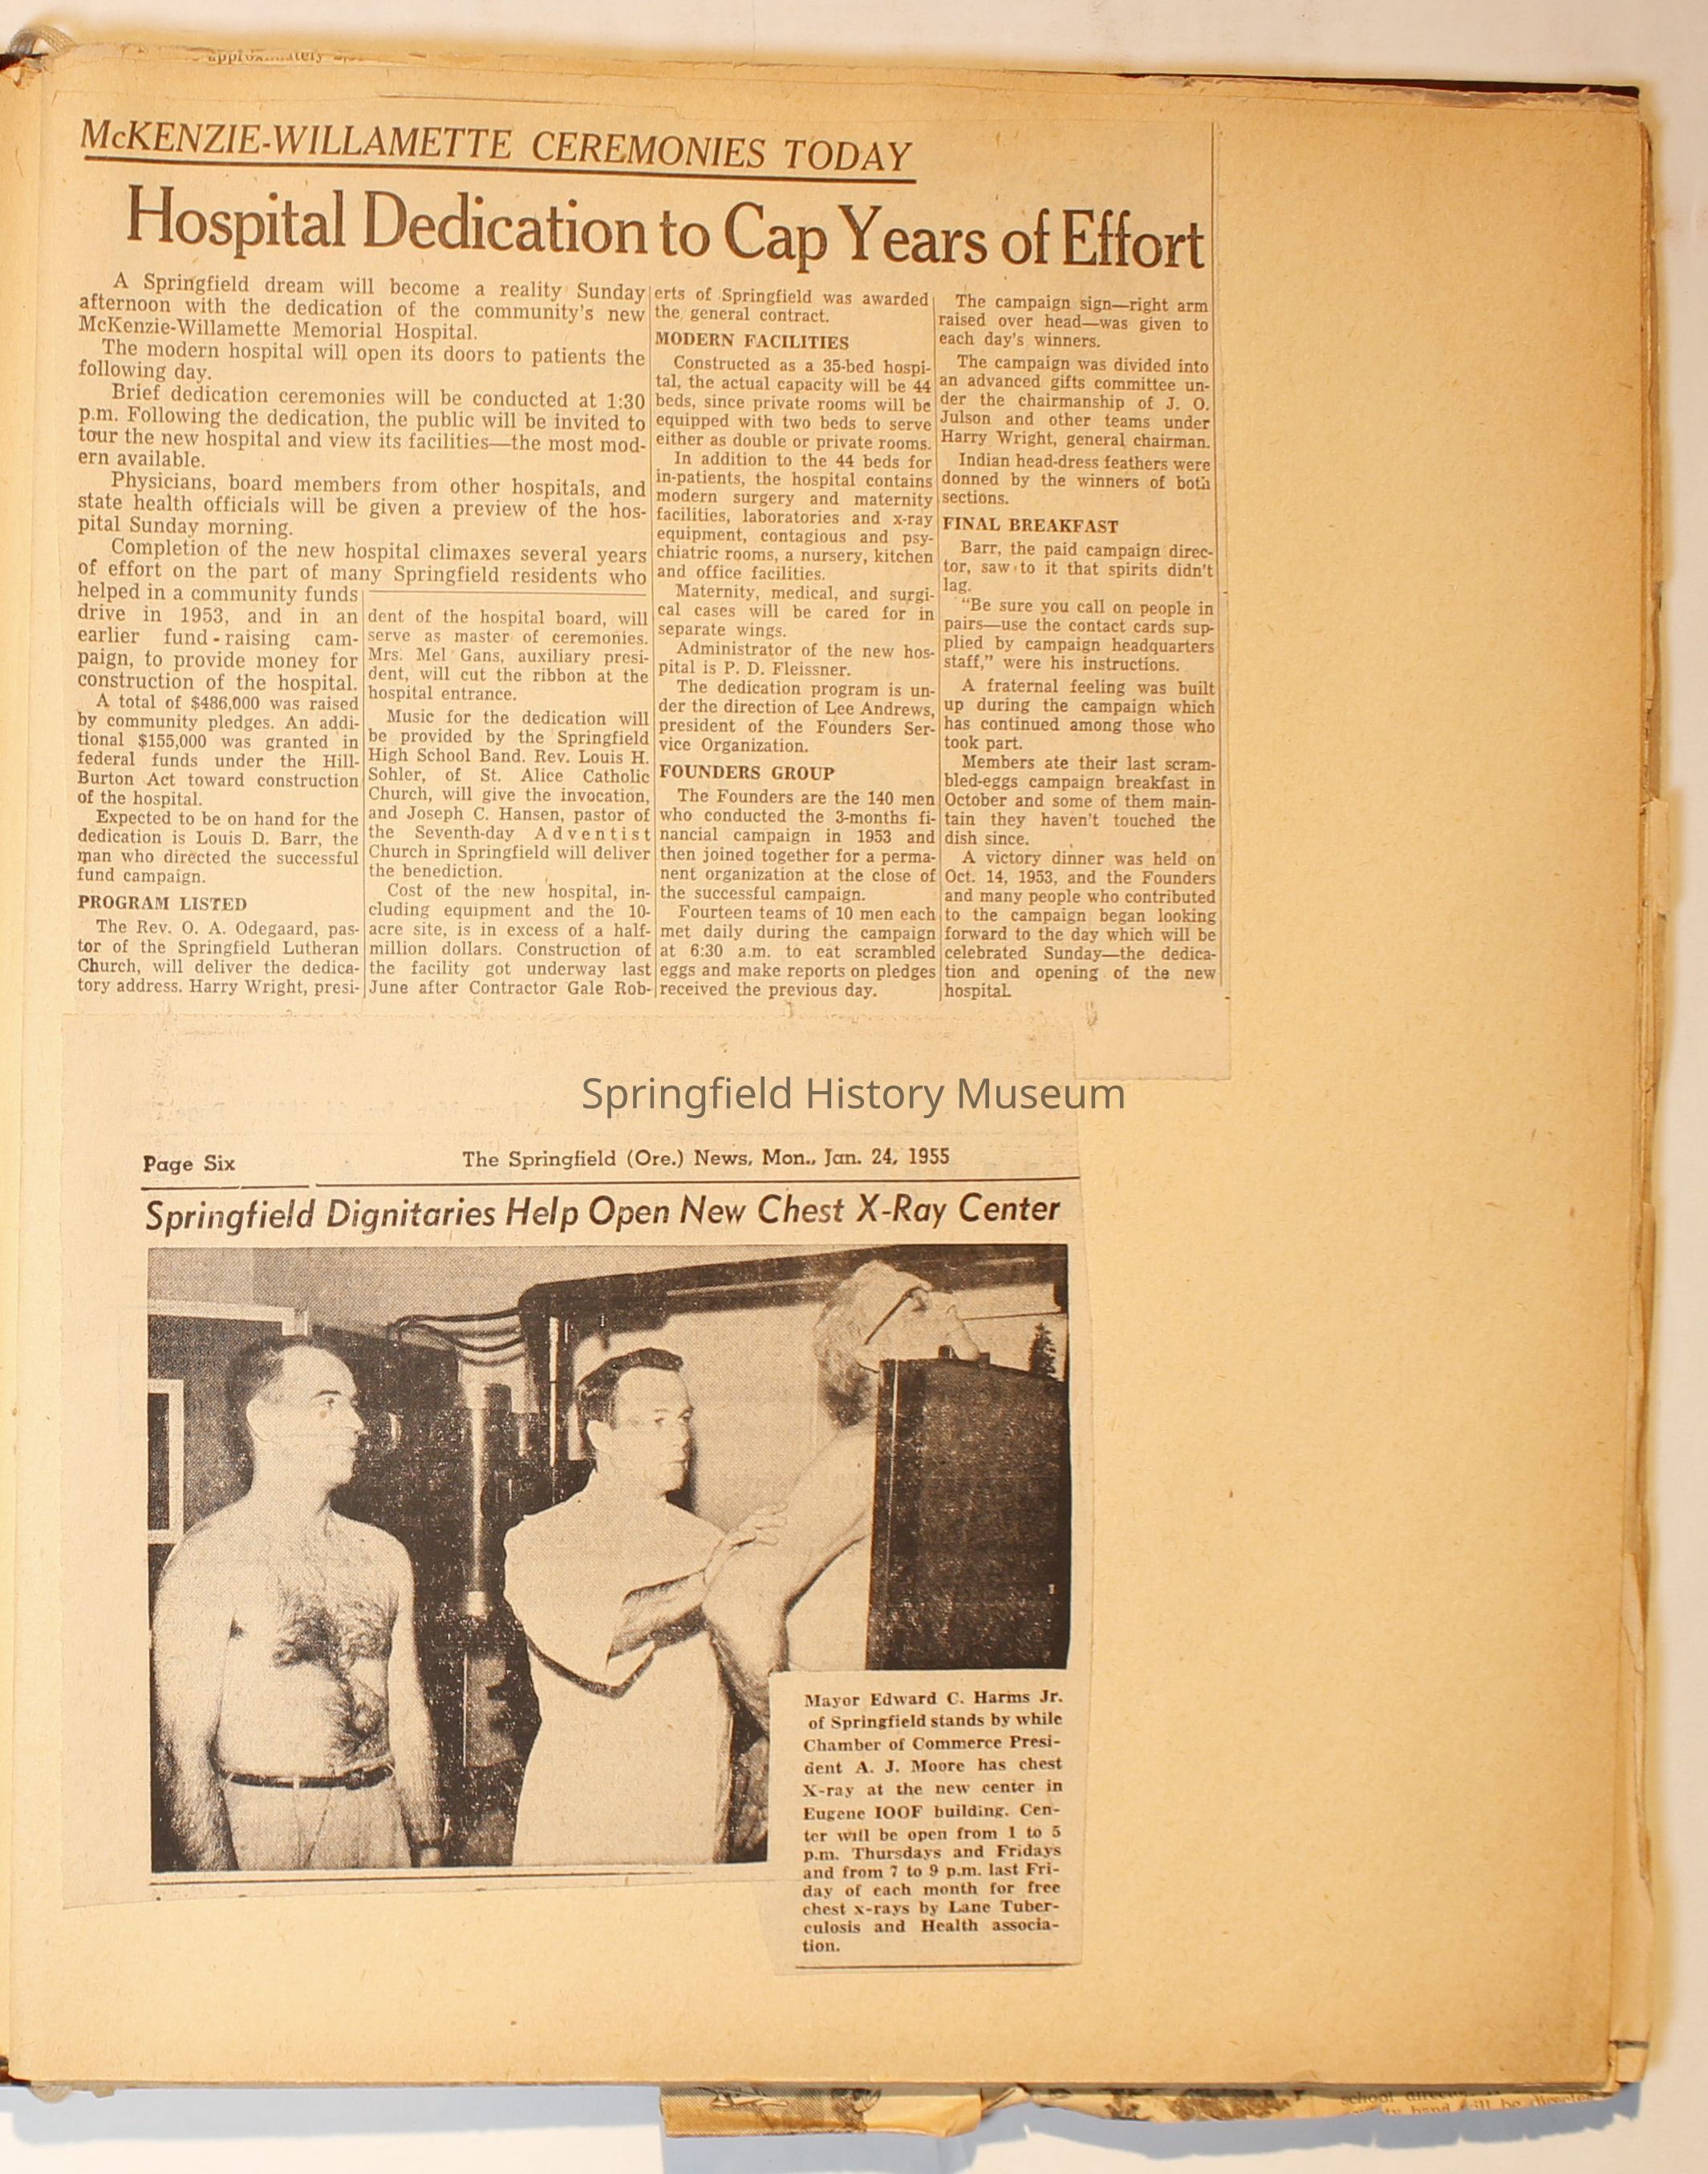 approximately
McKENZIE-WILLAMETTE CEREMONIES TODAY
Hospital Dedication to Cap Years of Effort
A Springfield dream will become a reality Sunday
afternoon with the dedication of the community's new
McKenzie-Willamette Memorial Hospital.
The modern hospital will open its doors to patients the
following day.
Brief dedication ceremonies will be conducted at 1:30
p.m. Following the dedication, the public will be invited to
tour the new hospital and view its facilities—the most mod-
ern available.
Physicians, board members from other hospitals, and
state health officials will be given a preview of the hos-
pital Sunday morning.
Completion of the new hospital climaxes several years
of effort on the part of many Springfield residents who
helped in a community funds
drive in 1953, and in an
earlier fund-raising cam-
paign, to provide money for
construction of the hospital.
A total of $486,000 was raised
by community pledges. An addi-
tional $155,000 was granted in
federal funds under the Hill-
Burton Act toward construction
of the hospital.
Expected to be on hand for the
dedication is Louis D. Barr, the
man who directed the successful
fund campaign.
PROGRAM LISTED
The Rev. O. A. Odegaard, pas-
tor of the Springfield Lutheran
Church, will deliver the dedica-
tory address. Harry Wright, presi-
dent of the hospital board, will
serve as master of ceremonies.
Mrs. Mel Gans, auxiliary presi-
dent, will cut the ribbon at the
hospital entrance.
Music for the dedication will
be provided by the Springfield
High School Band. Rev. Louis H.
Sohler, of St. Alice Catholic
Church, will give the invocation,
and Joseph C. Hansen, pastor of
the Seventh-day Adventist
Church in Springfield will deliver
the benediction.
Cost of the new hospital, in-
cluding equipment and the 10-
acre site, is in excess of a half-
million dollars. Construction of
the facility got underway last
June after Contractor Gale Rob-
erts of Springfield was awarded
the general contract.
MODERN FACILITIES
Constructed as a 35-bed hospi-
tal, the actual capacity will be 44
beds, since private rooms will be
equipped with two beds to serve
either as double or private rooms.
In addition to the 44 beds for
in-patients, the hospital contains
modern surgery and maternity
facilities, laboratories and x-ray
equipment, contagious and psy-
chiatric rooms, a nursery, kitchen
and office facilities.
Maternity, medical, and surgi-
cal cases will be cared for in
separate wings.
Administrator of the new hos-
pital is P. D. Fleissner.
The dedication program is un-
der the direction of Lee Andrews,
president of the Founders Ser-
vice Organization.
FOUNDERS GROUP
The Founders are the 140 men
who conducted the 3-months fi-
nancial campaign in 1953 and
then joined together for a perma-
nent organization at the close of
the successful campaign.
Fourteen teams of 10 men each
met daily during the campaign
at 6:30 a.m. to eat scrambled
eggs and make reports on pledges
received the previous day.
The campaign sign—right arm
raised over head—was given to
each day's winners.
The campaign was divided into
an advanced gifts committee un-
der the chairmanship of J. O.
Julson and other teams under
Harry Wright, general chairman.
Indian head-dress feathers were
donned by the winners of both
sections.
FINAL BREAKFAST
Barr, the paid campaign direc-
tor, saw to it that spirits didn't
lag.
"Be sure you call on people in
pairs—use the contact cards sup-
plied by campaign headquarters
staff," were his instructions.
A fraternal feeling was built
up during the campaign which
has continued among those who
took part.
Members ate their last scram-
bled-eggs campaign breakfast in
October and some of them main-
tain they haven't touched the
dish since.
A victory dinner was held on
Oct. 14, 1953, and the Founders
and many people who contributed
to the campaign began looking
forward to the day which will be
celebrated Sunday—the dedica-
tion and opening of the new
hospital.
Springfield History Museum
Page Six
The Springfield (Ore.) News, Mon., Jan. 24, 1955
Springfield Dignitaries Help Open New Chest X-Ray Center
Mayor Edward C. Harms Jr.
of Springfield stands by while
Chamber of Commerce Presi-
dent A. J. Moore has chest
X-ray at the new center in
Eugene IOOF building. Cen-
ter will be open from 1 to 5
p.m. Thursdays and Fridays
and from 7 to 9 p.m. last Fri-
day of each month for free
chest x-rays by Lane Tuber-
culosis and Health associa-
tion.
school
band will be